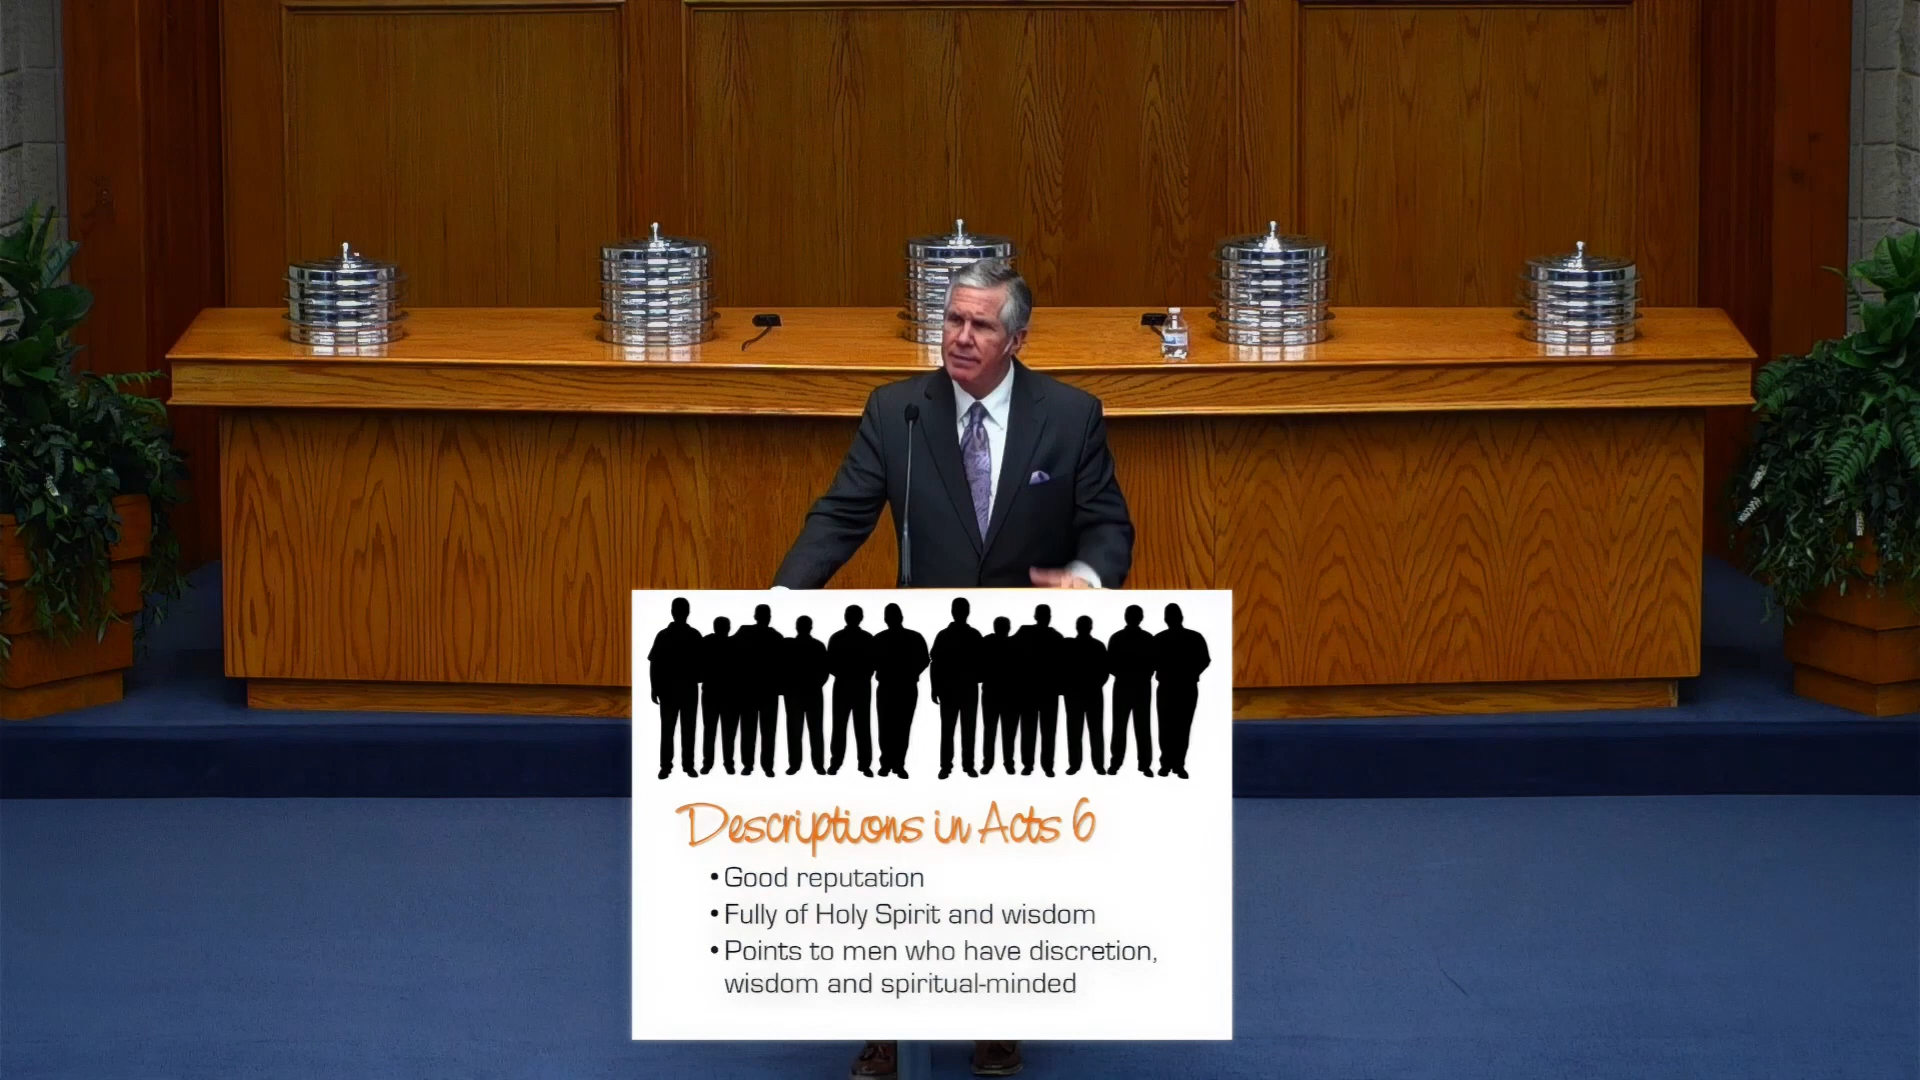 Descriptions in Acts 6
• Good reputation
• Fully of Holy Spirit and wisdom
• Points to men who have discretion,
wisdom and spiritual-minded